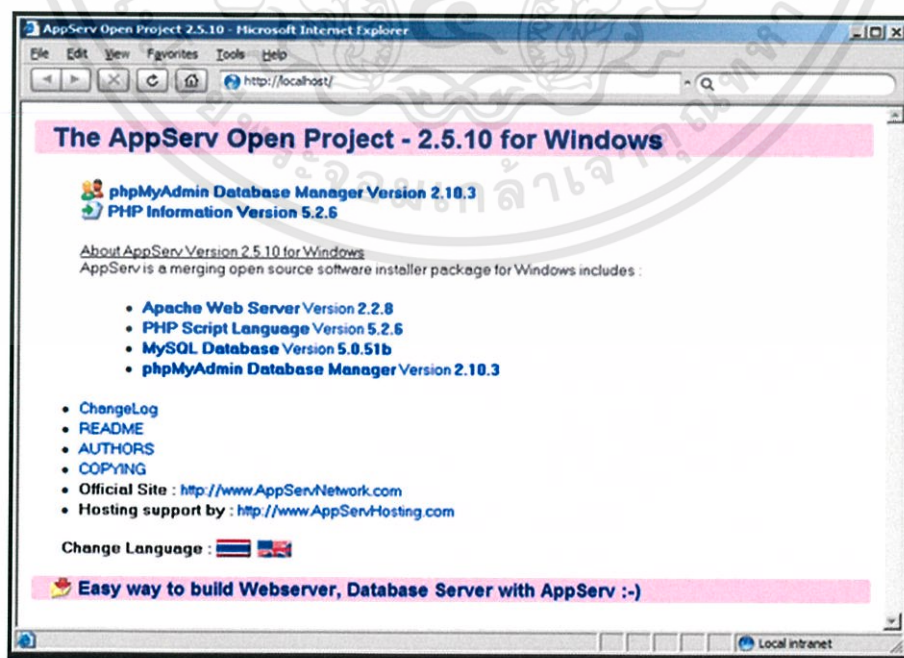 AppServ Open Project 2.5.10 - Microsoft Internet Explorer
File Edit View Favorites Tools Help
http://localhost/
The AppServ Open Project - 2.5.10 for Windows
phpMyAdmin Database Manager Version 2.10.3
PHP Information Version 5.2.6
About AppServ Version 2.5.10 for Windows
AppServ is a merging open source software installer package for Windows includes :
• Apache Web Server Version 2.2.8
• PHP Script Language Version 5.2.6
• MySQL Database Version 5.0.51b
• phpMyAdmin Database Manager Version 2.10.3
• ChangeLog
• README
• AUTHORS
• COPYING
• Official Site : http://www.AppServNetwork.com
• Hosting support by : http://www.AppServHosting.com
Change Language :
Easy way to build Webserver, Database Server with AppServ :-)
Local intranet